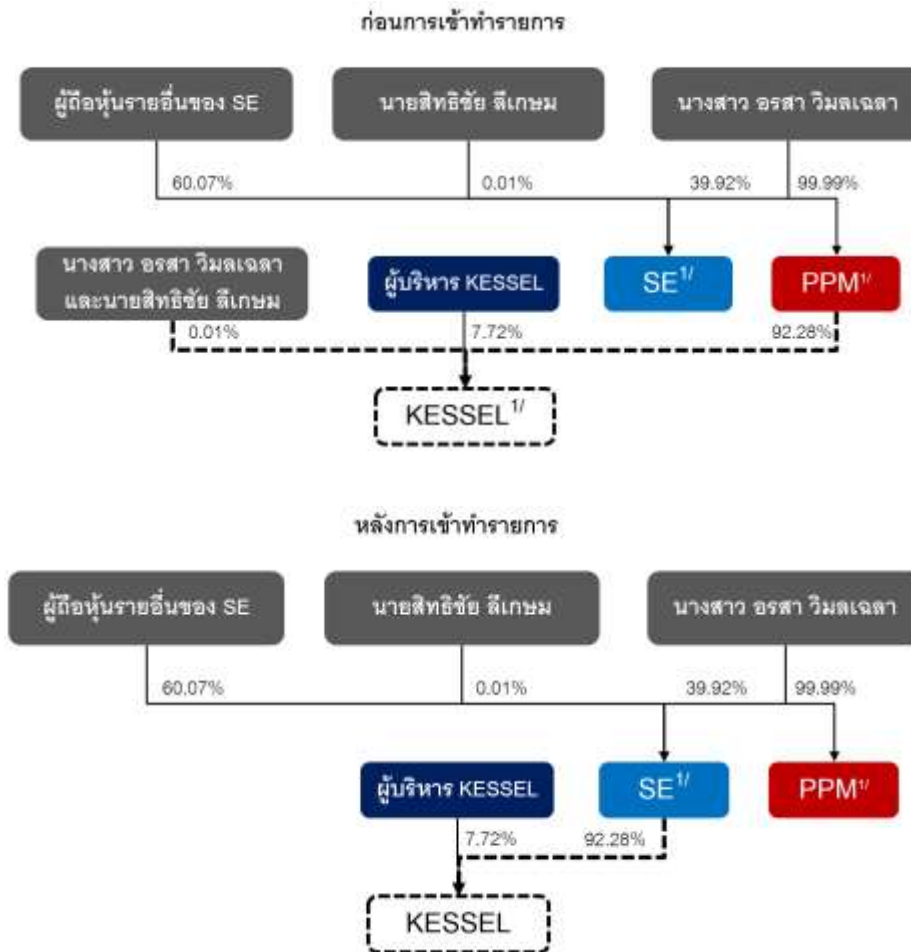 ก่อนการเข้าทำรายการ
ผู้ถือหุ้นรายอื่นของ SE
นายสิทธิชัย ลีเกษม
นางสาว อรสา วิมลเฉลา
60.07%
0.01%
39.92%
99.99%
นางสาว อรสา วิมลเฉลา
และนายสิทธิชัย ลีเกษม
ผู้บริหาร KESSEL
SE1/
PPM1/
0.01%
7.72%
92.28%
KESSEL1/
หลังการเข้าทำรายการ
ผู้ถือหุ้นรายอื่นของ SE
นายสิทธิชัย ลีเกษม
นางสาว อรสา วิมลเฉลา
60.07%
0.01%
39.92%
99.99%
ผู้บริหาร KESSEL
SE1/
PPM1/
7.72%
92.28%
KESSEL